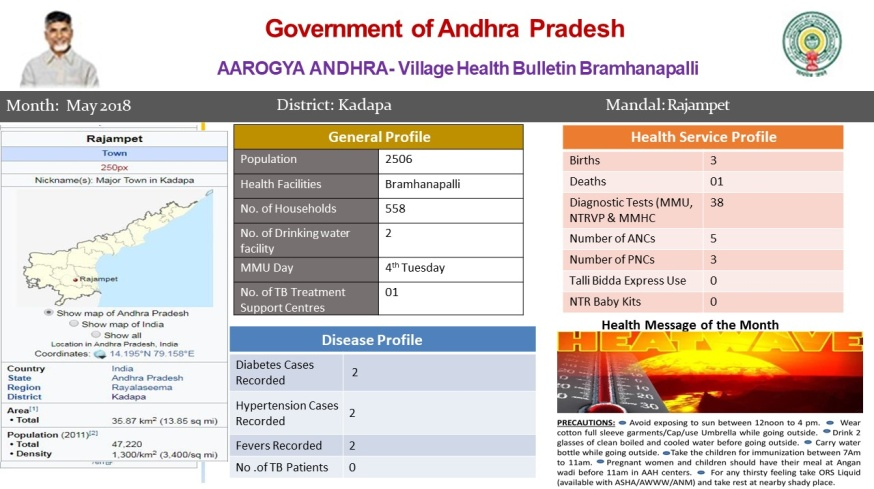 Government of Andhra Pradesh
AAROGYA ANDHRA- Village Health Bulletin Bramhanapalli
Month: May 2018 District: Kadapa Mandal: Rajampet
Rajampet
Town
250px
Nickname(s): Major Town in Kadapa
Rajampet
Show map of Andhra Pradesh
Show map of India
Show all
Location in Andhra Pradesh, India
Coordinates: 14.195°N 79.158°E
Country India
State Andhra Pradesh
Region Rayalaseema
District Kadapa
Area[1]
• Total 35.87 km² (13.85 sq mi)
Population (2011)[2]
• Total 47,220
• Density 1,300/km² (3,400/sq mi)
General Profile
Population 2506
Health Facilities Bramhanapalli
No. of Households 558
No. of Drinking water
facility 2
MMU Day 4th Tuesday
No. of TB Treatment
Support Centres 01
Disease Profile
Diabetes Cases
Recorded 2
Hypertension Cases
Recorded 2
Fevers Recorded 2
No .of TB Patients 0
Health Service Profile
Births 3
Deaths 01
Diagnostic Tests (MMU,
NTRVP & MMHC 38
Number of ANCs 5
Number of PNCs 3
Talli Bidda Express Use 0
NTR Baby Kits 0
Health Message of the Month
HEATWAVE
PRECAUTIONS: Avoid exposing to sun between 12noon to 4 pm. Wear
cotton full sleeve garments/Cap/use Umbrella while going outside. Drink 2
glasses of clean boiled and cooled water before going outside. Carry water
bottle while going outside. Take the children for immunization between 7Am
to 11am. Pregnant women and children should have their meal at Angan
wadi before 11am in AAH centers. For any thirsty feeling take ORS Liquid
(available with ASHA/AWWW/ANM) and take rest at nearby shady place.